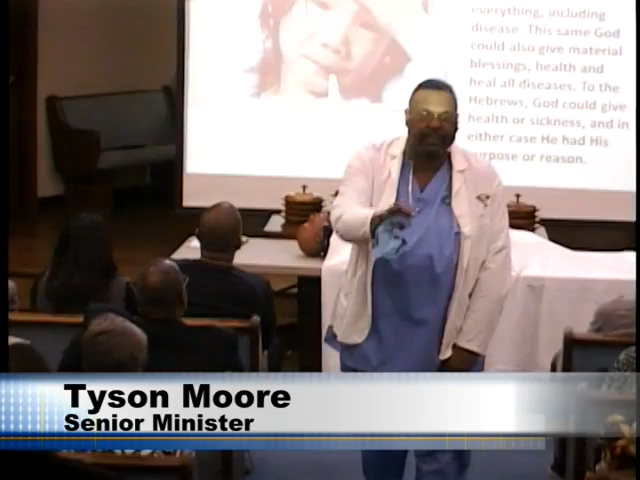 everything, including
disease. This same God
could also give material
blessings, health and
heal all diseases. To the
Hebrews, God could give
health or sickness, and in
either case He had His
purpose or reason.
Tyson Moore
Senior Minister